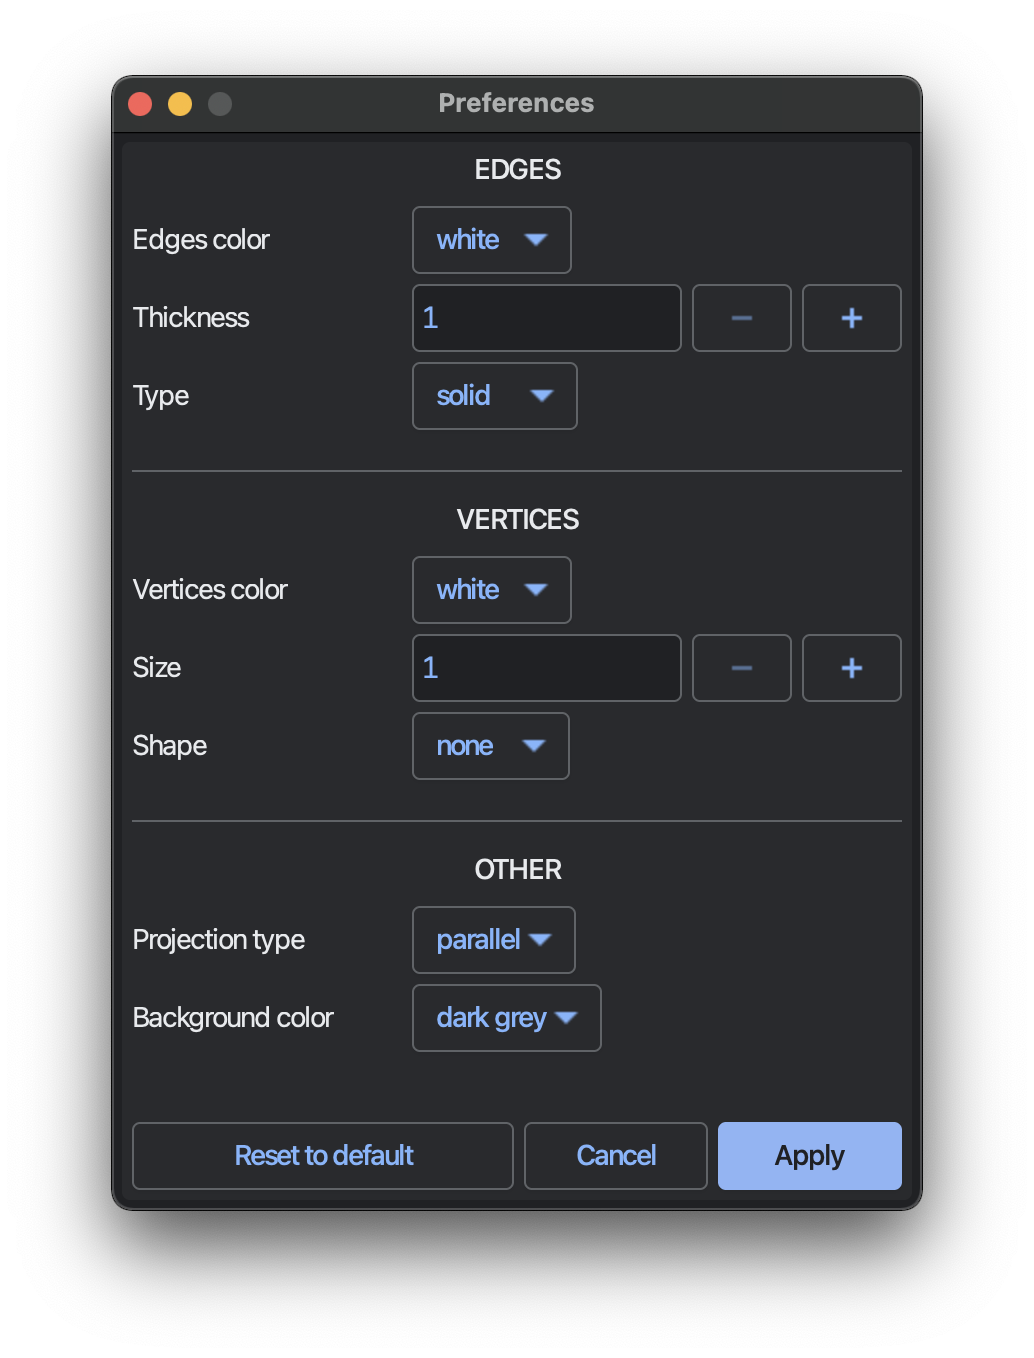 Preferences
EDGES
Edges color white
Thickness 1 − +
Type solid
VERTICES
Vertices color white
Size 1 − +
Shape none
OTHER
Projection type parallel
Background color dark grey
Reset to default Cancel Apply